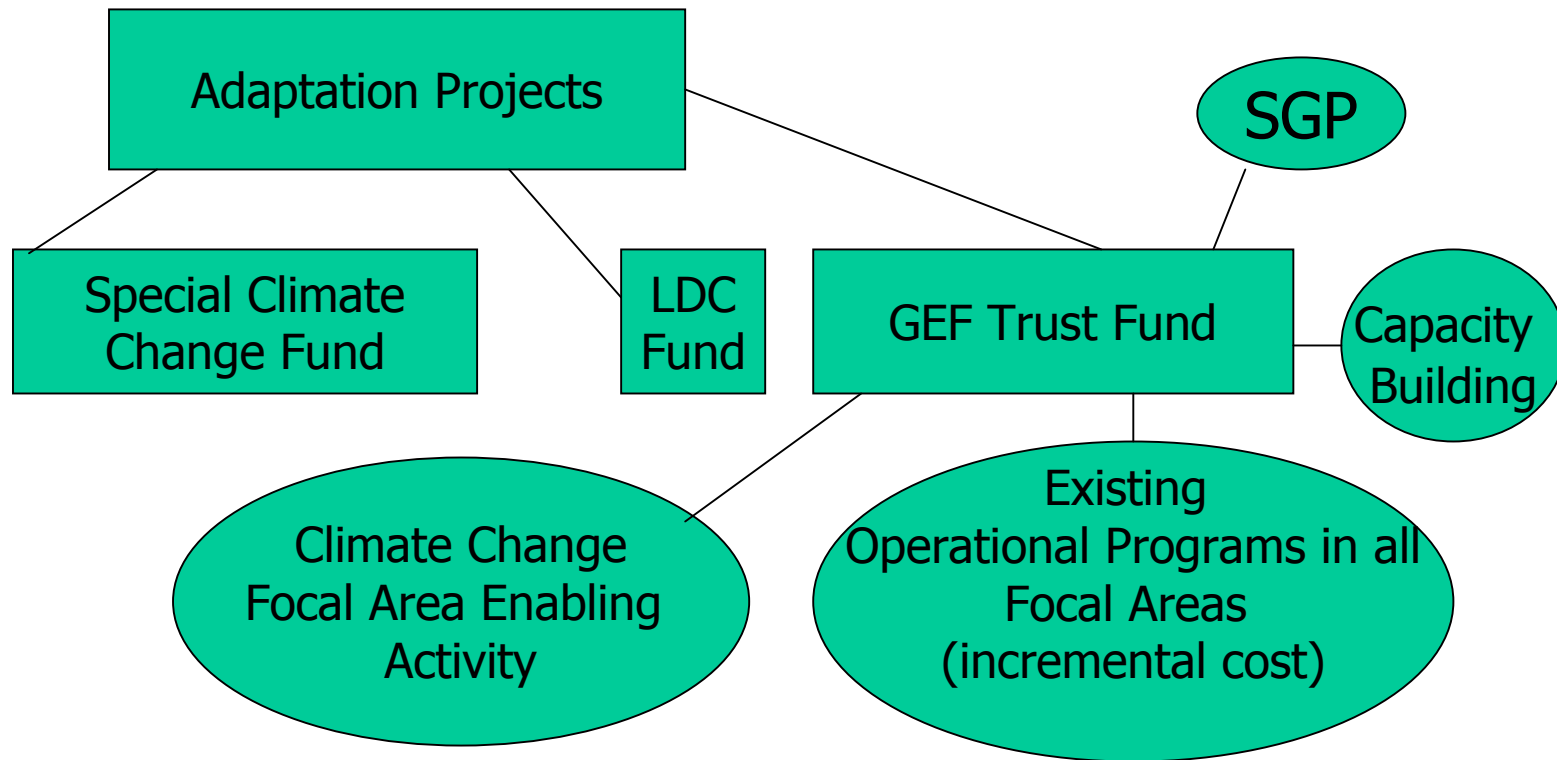 Adaptation Projects
SGP
Special Climate
Change Fund
LDC
Fund
GEF Trust Fund
Capacity
Building
Climate Change
Focal Area Enabling
Activity
Existing
Operational Programs in all
Focal Areas
(incremental cost)